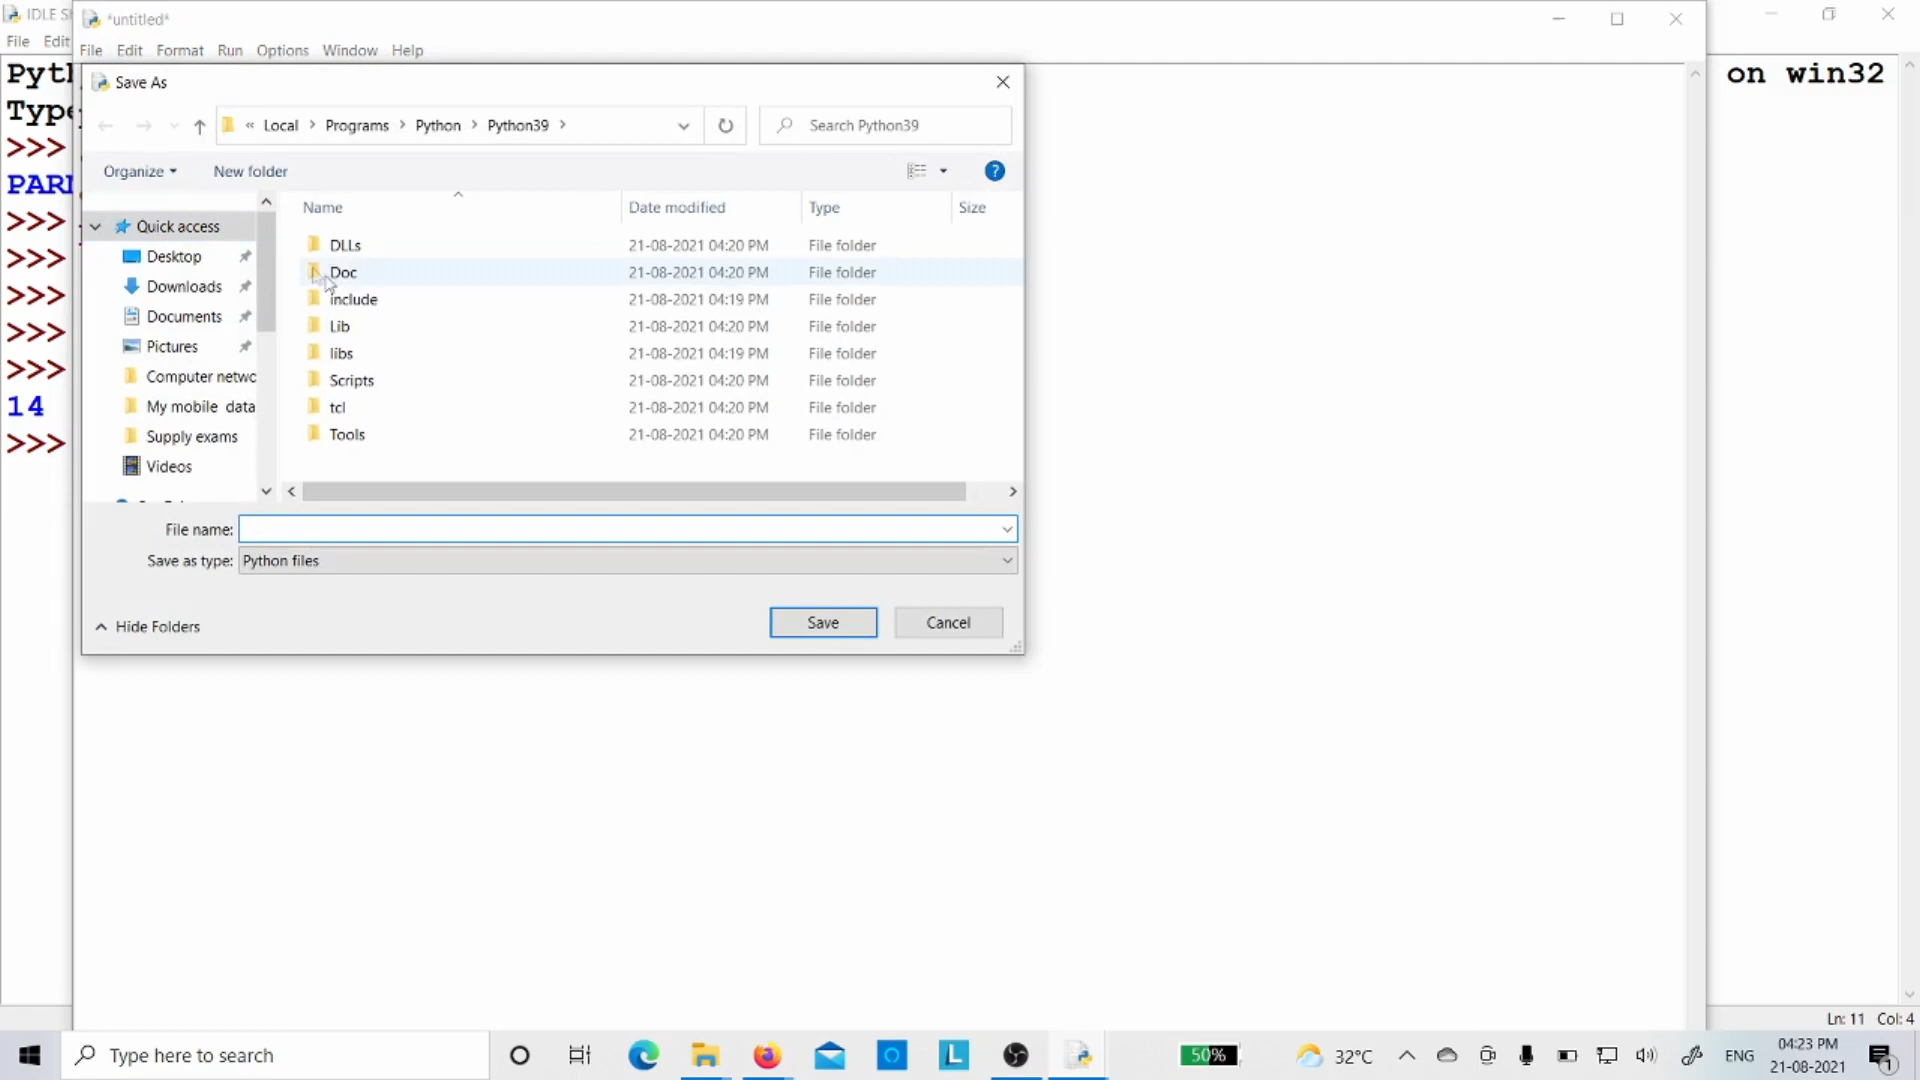 IDLE S
File Edit
*untitled*
File Edit Format Run Options Window Help
Pyth
on win32
Type
>>>
PARN
>>>
>>>
>>>
>>>
>>>
14
>>>
Save As
« Local > Programs > Python > Python39 >
Search Python39
Organize
New folder
?
Name Date modified Type Size
Quick access
Desktop
Downloads
Documents
Pictures
Computer netwo
My mobile data
Supply exams
Videos
DLLs 21-08-2021 04:20 PM File folder
Doc 21-08-2021 04:20 PM File folder
include 21-08-2021 04:19 PM File folder
Lib 21-08-2021 04:20 PM File folder
libs 21-08-2021 04:19 PM File folder
Scripts 21-08-2021 04:20 PM File folder
tcl 21-08-2021 04:20 PM File folder
Tools 21-08-2021 04:20 PM File folder
File name:
Save as type: Python files
Hide Folders
Save
Cancel
Ln: 11 Col: 4
Type here to search
L
50%
32°C
ENG
04:23 PM
21-08-2021
1